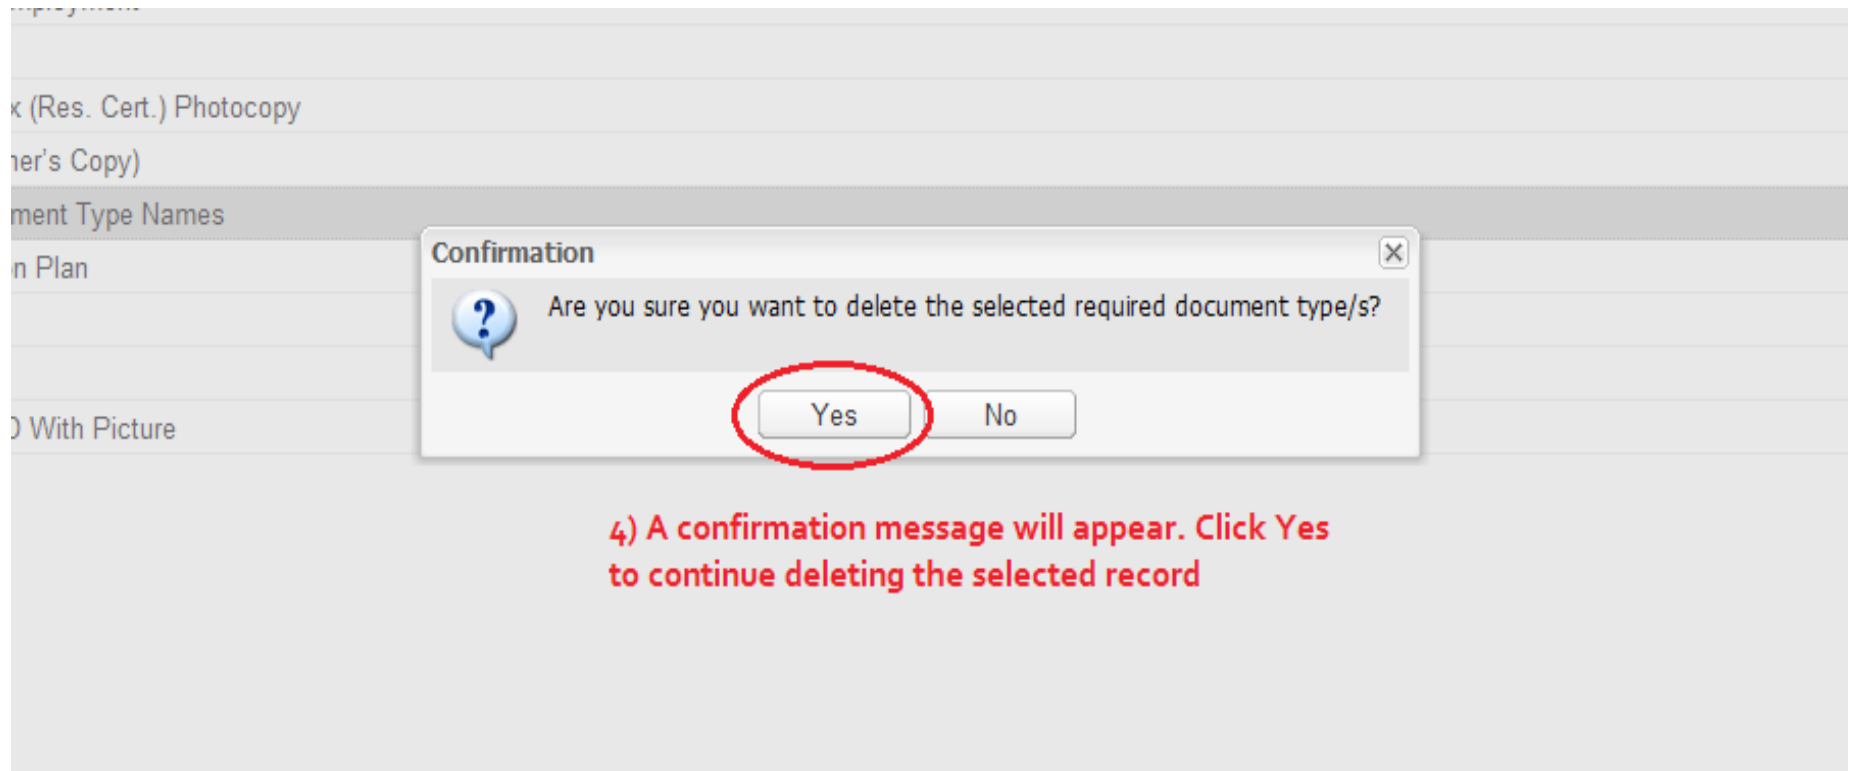 x (Res. Cert.) Photocopy
ner's Copy)
ment Type Names
n Plan
With Picture
Confirmation
Are you sure you want to delete the selected required document type/s?
Yes No
4) A confirmation message will appear. Click Yes
to continue deleting the selected record